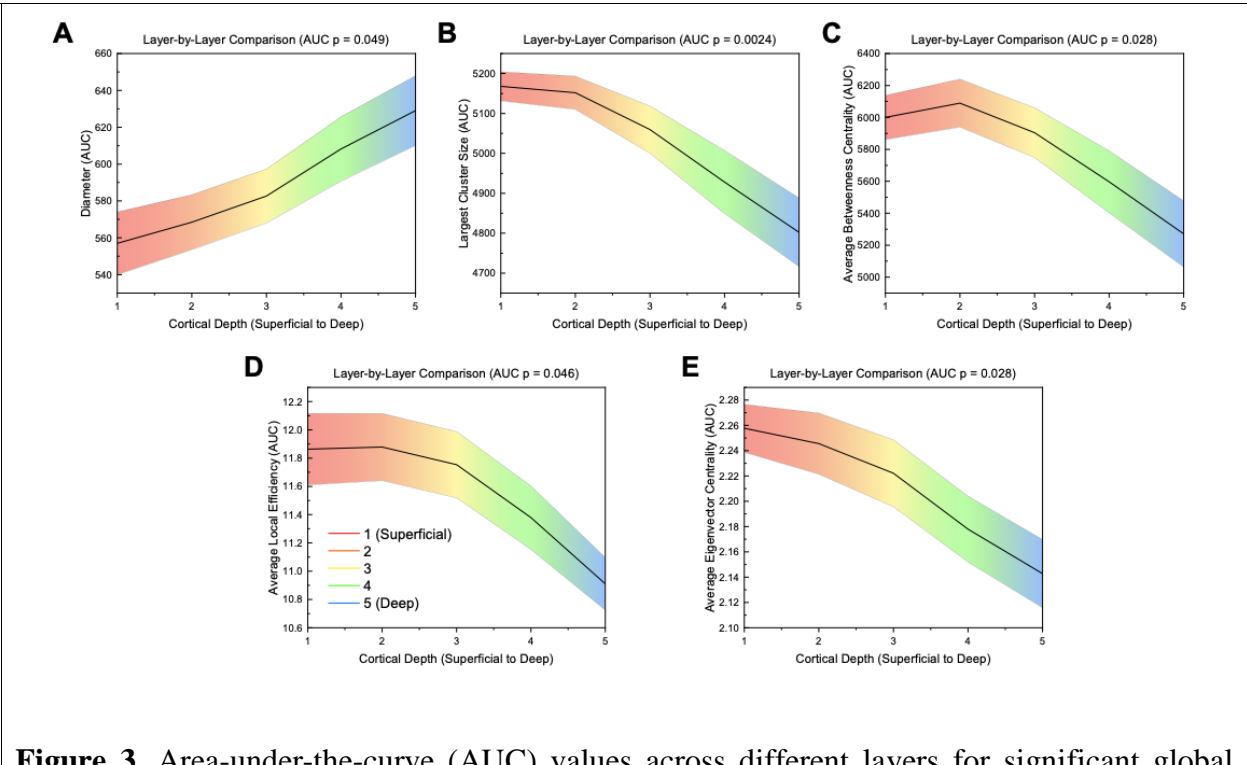 A
Layer-by-Layer Comparison (AUC p = 0.049)
660
640
620
600
580
560
540
Diameter (AUC)
1 2 3 4 5
Cortical Depth (Superficial to Deep)
B
Layer-by-Layer Comparison (AUC p = 0.0024)
5200
5100
5000
4900
4800
4700
Largest Cluster Size (AUC)
1 2 3 4 5
Cortical Depth (Superficial to Deep)
C
Layer-by-Layer Comparison (AUC p = 0.028)
6400
6200
6000
5800
5600
5400
5200
5000
Average Betweenness Centrality (AUC)
1 2 3 4 5
Cortical Depth (Superficial to Deep)
D
Layer-by-Layer Comparison (AUC p = 0.046)
12.2
12.0
11.8
11.6
11.4
11.2
11.0
10.8
10.6
Average Local Efficiency (AUC)
1 (Superficial)
2
3
4
5 (Deep)
1 2 3 4 5
Cortical Depth (Superficial to Deep)
E
Layer-by-Layer Comparison (AUC p = 0.028)
2.28
2.26
2.24
2.22
2.20
2.18
2.16
2.14
2.12
2.10
Average Eigenvector Centrality (AUC)
1 2 3 4 5
Cortical Depth (Superficial to Deep)
Figure 3. Area-under-the-curve (AUC) values across different layers for significant global